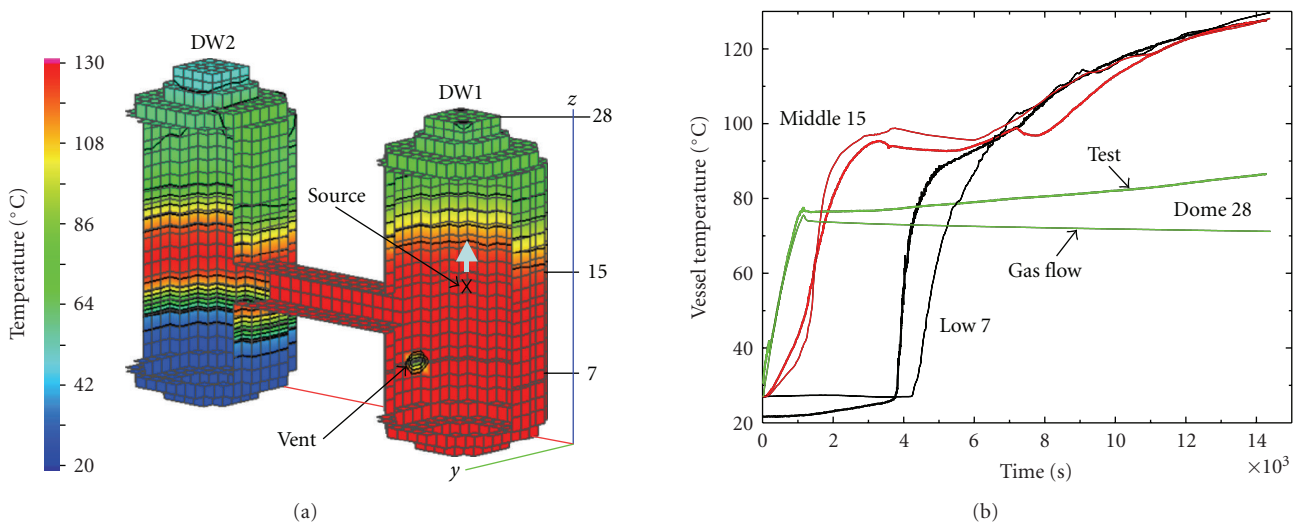 DW2
DW1
z
28
15
7
y
Source
Vent
Temperature (°C)
130
108
86
64
42
20
X
(a)
Vessel temperature (°C)
120
100
80
60
40
20
0
2
4
6
8
10
12
14
Time (s)
×10³
Middle 15
Test
Dome 28
Gas flow
Low 7
(b)